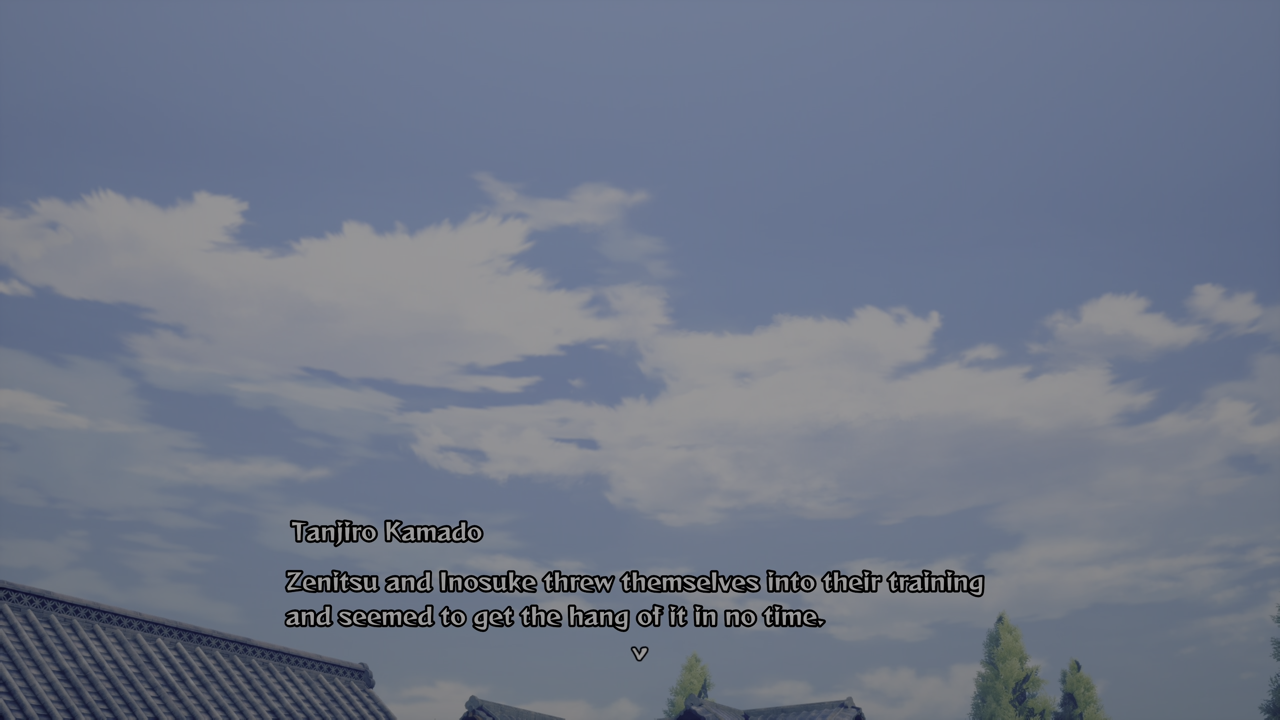 Tanjiro Kamado
Zenitsu and Inosuke threw themselves into their training
and seemed to get the hang of it in no time.